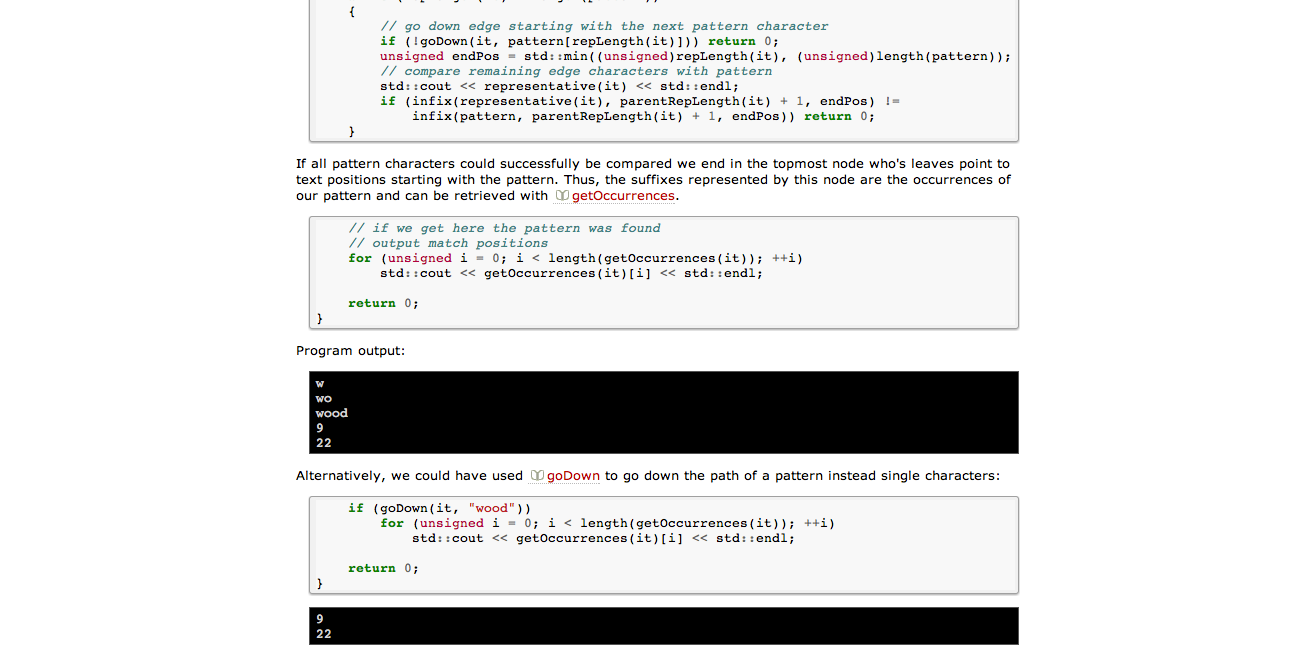 {
// go down edge starting with the next pattern character
if (!goDown(it, pattern[repLength(it)])) return 0;
unsigned endPos = std::min((unsigned)repLength(it), (unsigned)length(pattern));
// compare remaining edge characters with pattern
std::cout << representative(it) << std::endl;
if (infix(representative(it), parentRepLength(it) + 1, endPos) !=
infix(pattern, parentRepLength(it) + 1, endPos)) return 0;
}
If all pattern characters could successfully be compared we end in the topmost node who's leaves point to
text positions starting with the pattern. Thus, the suffixes represented by this node are the occurrences of
our pattern and can be retrieved with getOccurrences.
// if we get here the pattern was found
// output match positions
for (unsigned i = 0; i < length(getOccurrences(it)); ++i)
std::cout << getOccurrences(it)[i] << std::endl;
return 0;
}
Program output:
w
wo
wood
9
22
Alternatively, we could have used goDown to go down the path of a pattern instead single characters:
if (goDown(it, "wood"))
for (unsigned i = 0; i < length(getOccurrences(it)); ++i)
std::cout << getOccurrences(it)[i] << std::endl;
return 0;
}
9
22